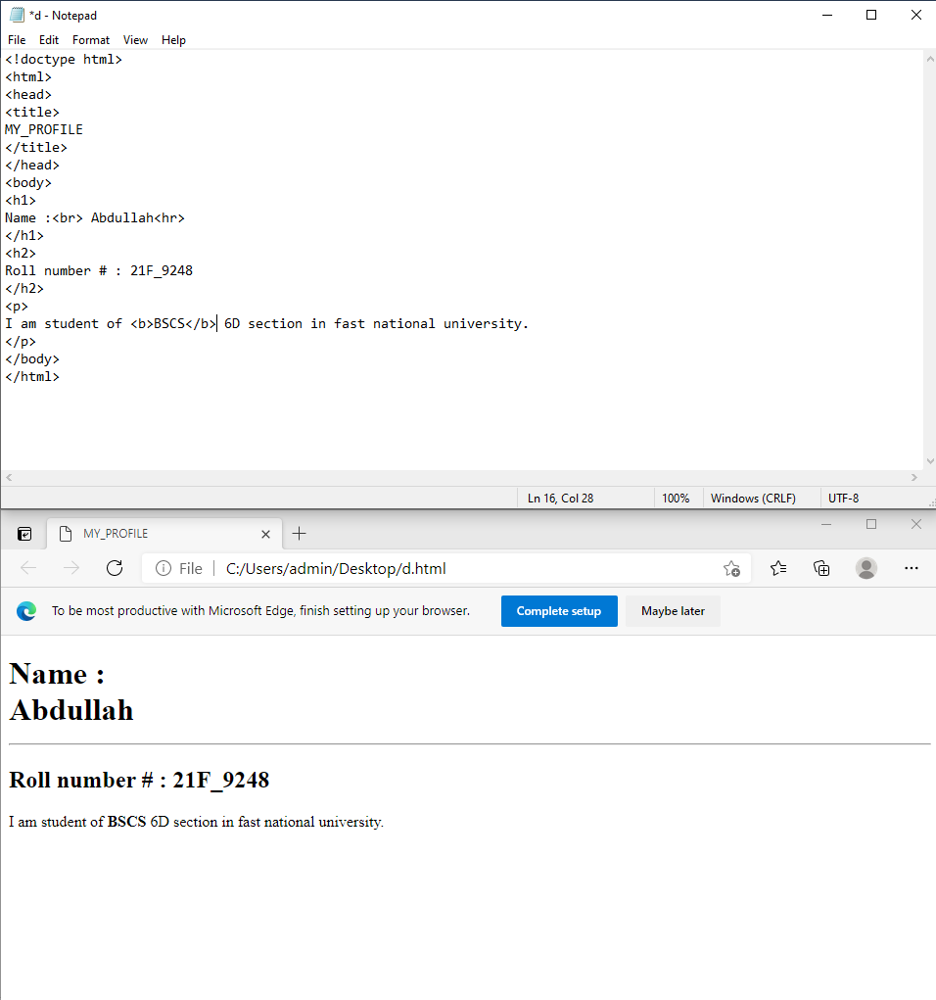 *d - Notepad
File Edit Format View Help
<!doctype html>
<html>
<head>
<title>
MY_PROFILE
</title>
</head>
<body>
<h1>
Name :<br> Abdullah<hr>
</h1>
<h2>
Roll number # : 21F_9248
</h2>
<p>
I am student of <b>BSCS</b> 6D section in fast national university.
</p>
</body>
</html>
Ln 16, Col 28 100% Windows (CRLF) UTF-8
MY_PROFILE
File C:/Users/admin/Desktop/d.html
To be most productive with Microsoft Edge, finish setting up your browser. Complete setup Maybe later
Name :
Abdullah
Roll number # : 21F_9248
I am student of BSCS 6D section in fast national university.